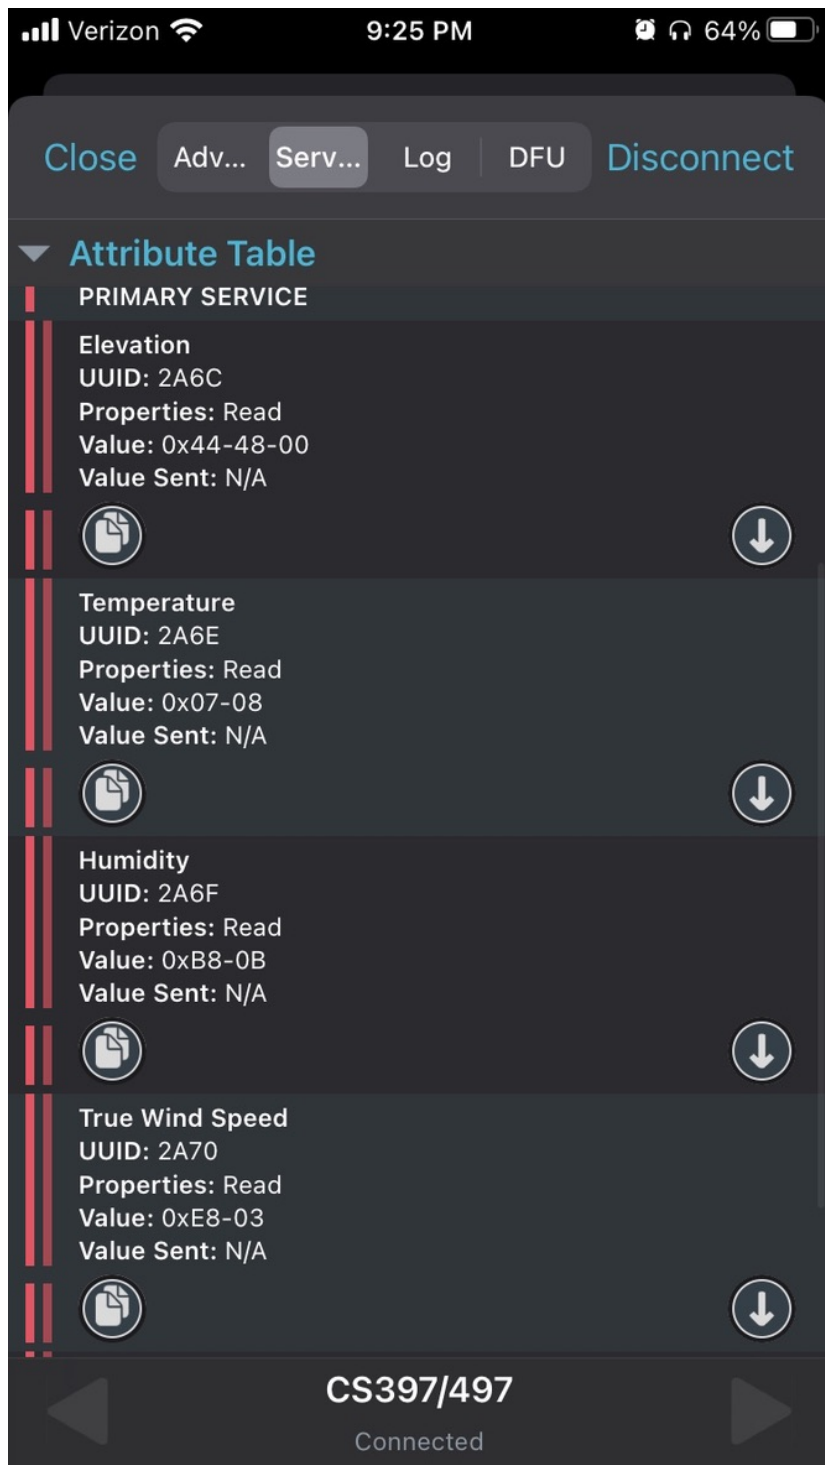 Verizon 9:25 PM 64%
Close Adv... Serv... Log DFU Disconnect
Attribute Table
PRIMARY SERVICE
Elevation
UUID: 2A6C
Properties: Read
Value: 0x44-48-00
Value Sent: N/A
Temperature
UUID: 2A6E
Properties: Read
Value: 0x07-08
Value Sent: N/A
Humidity
UUID: 2A6F
Properties: Read
Value: 0xB8-0B
Value Sent: N/A
True Wind Speed
UUID: 2A70
Properties: Read
Value: 0xE8-03
Value Sent: N/A
CS397/497
Connected